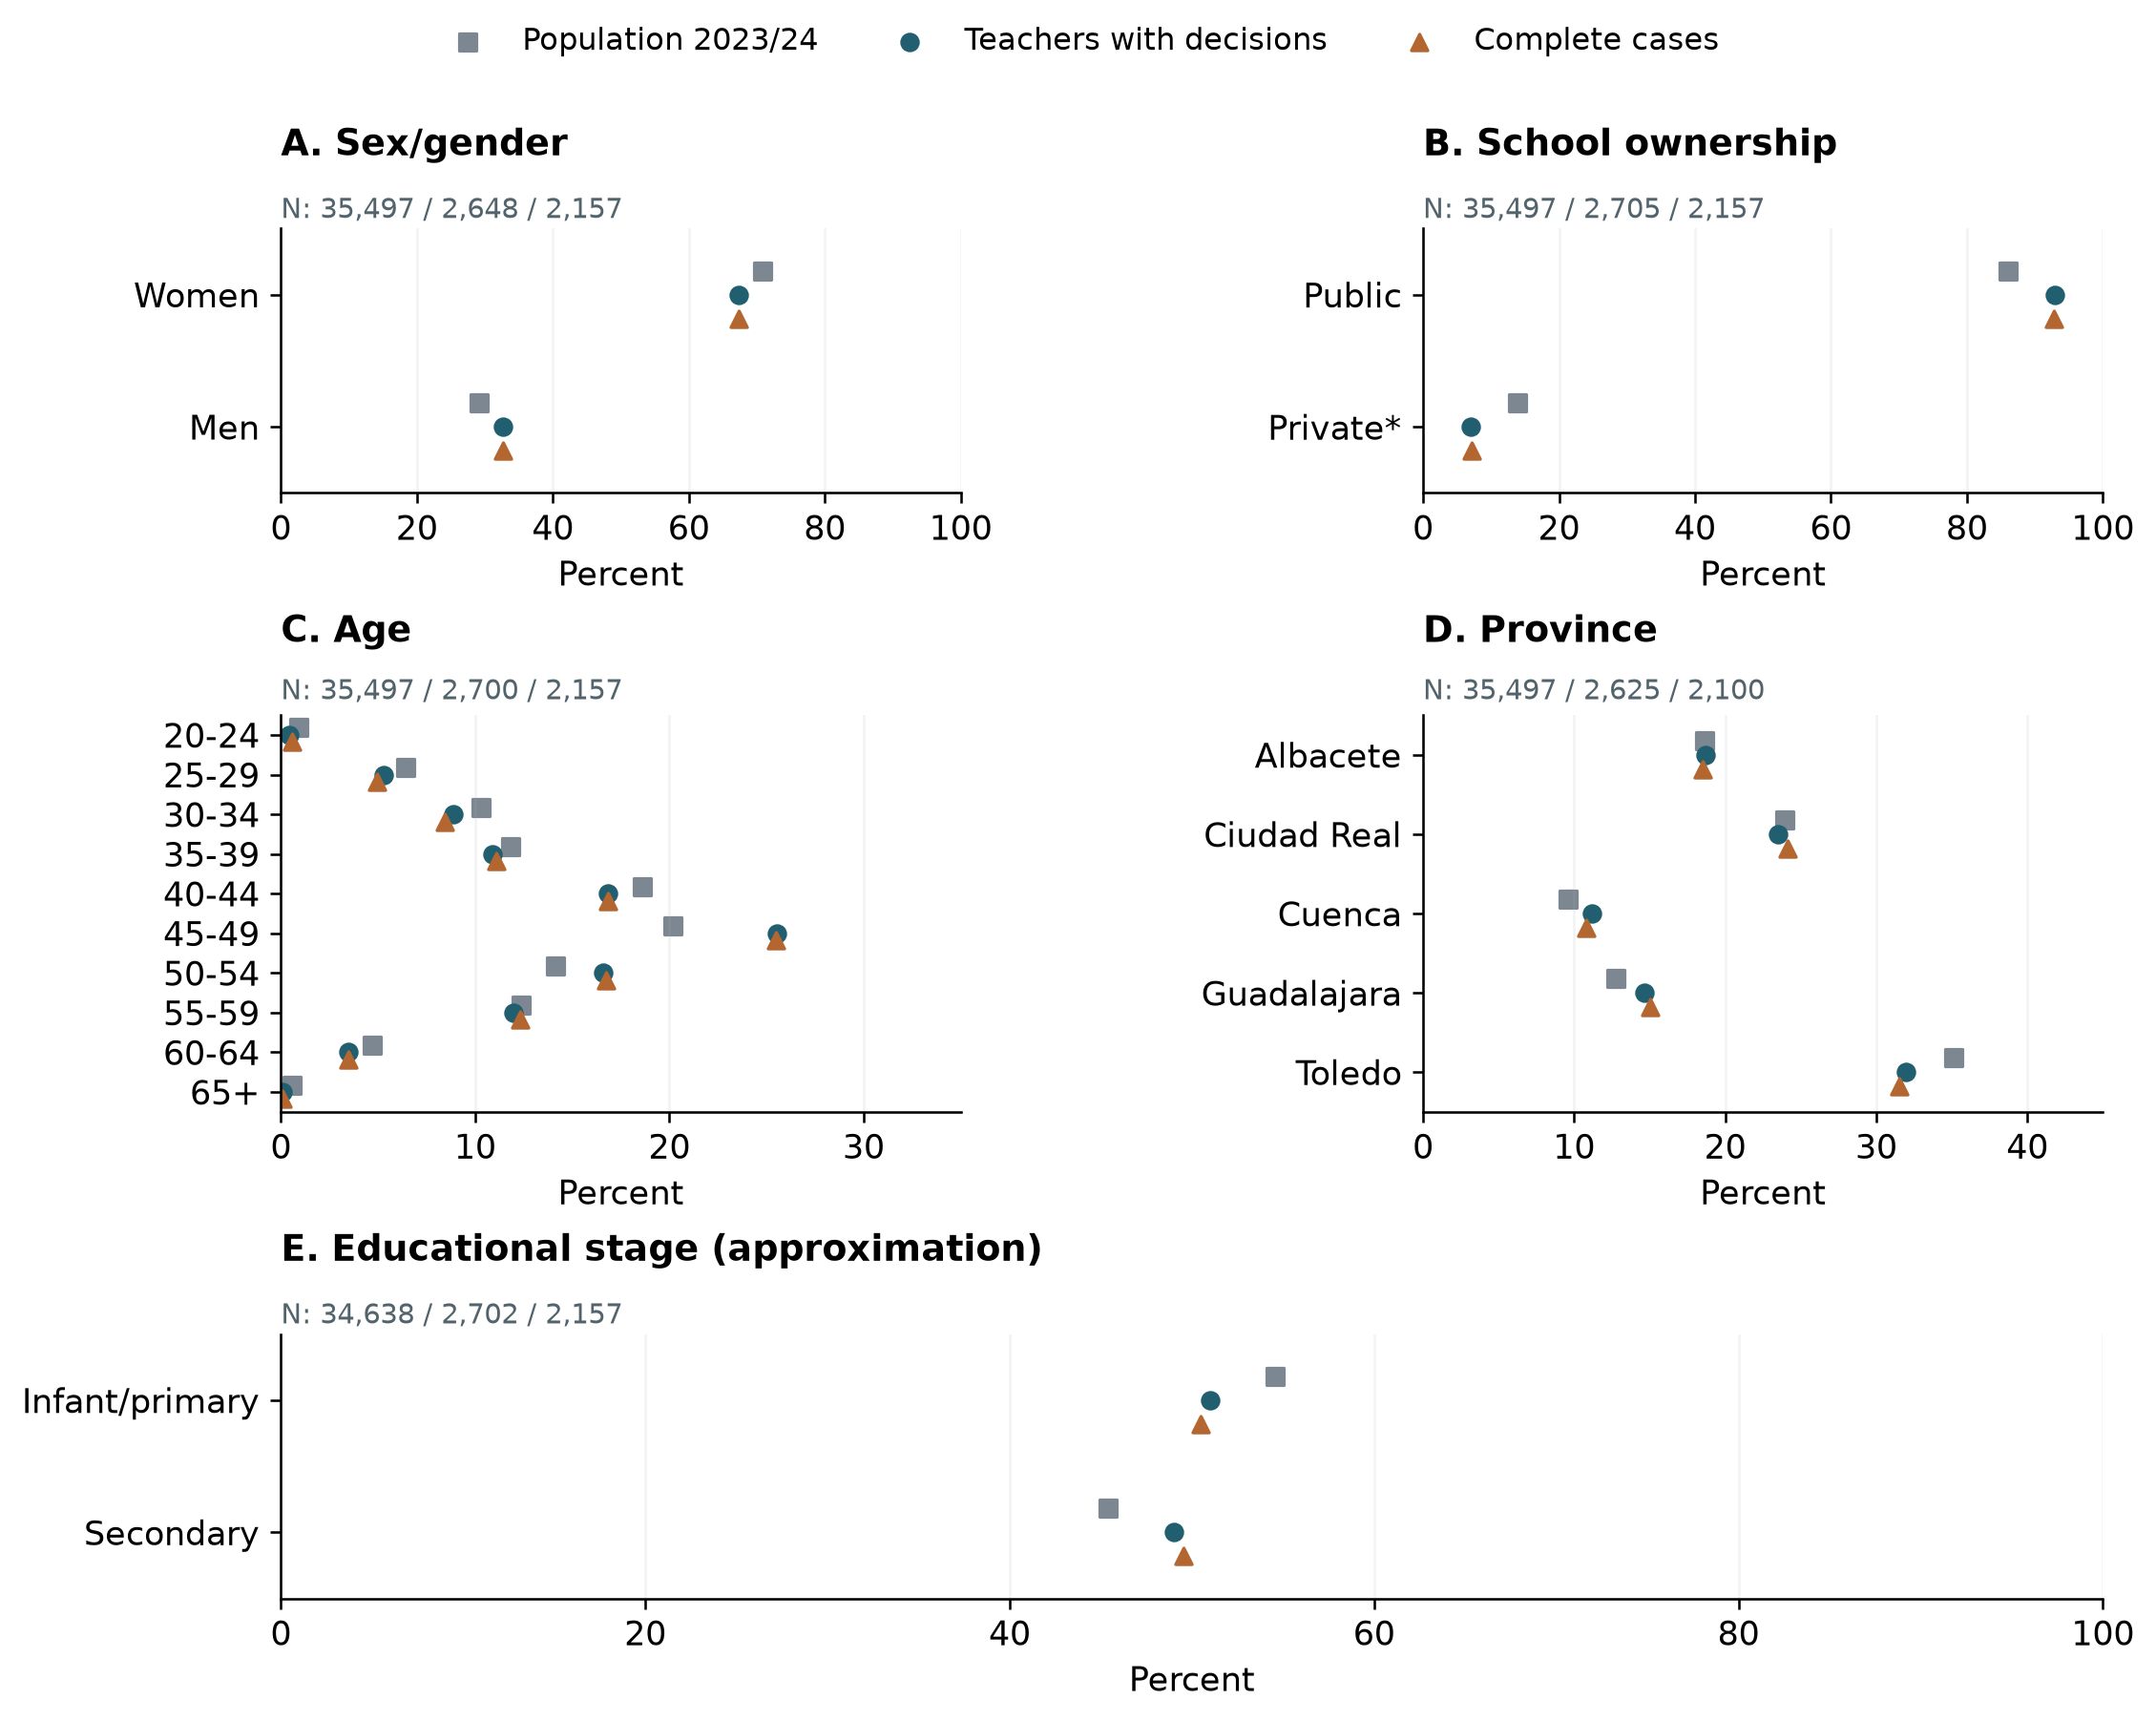 Population 2023/24 Teachers with decisions Complete cases
A. Sex/gender
N: 35,497 / 2,648 / 2,157
Women
Men
0 20 40 60 80 100
Percent
B. School ownership
N: 35,497 / 2,705 / 2,157
Public
Private*
0 20 40 60 80 100
Percent
C. Age
N: 35,497 / 2,700 / 2,157
20-24
25-29
30-34
35-39
40-44
45-49
50-54
55-59
60-64
65+
0 10 20 30
Percent
D. Province
N: 35,497 / 2,625 / 2,100
Albacete
Ciudad Real
Cuenca
Guadalajara
Toledo
0 10 20 30 40
Percent
E. Educational stage (approximation)
N: 34,638 / 2,702 / 2,157
Infant/primary
Secondary
0 20 40 60 80 100
Percent